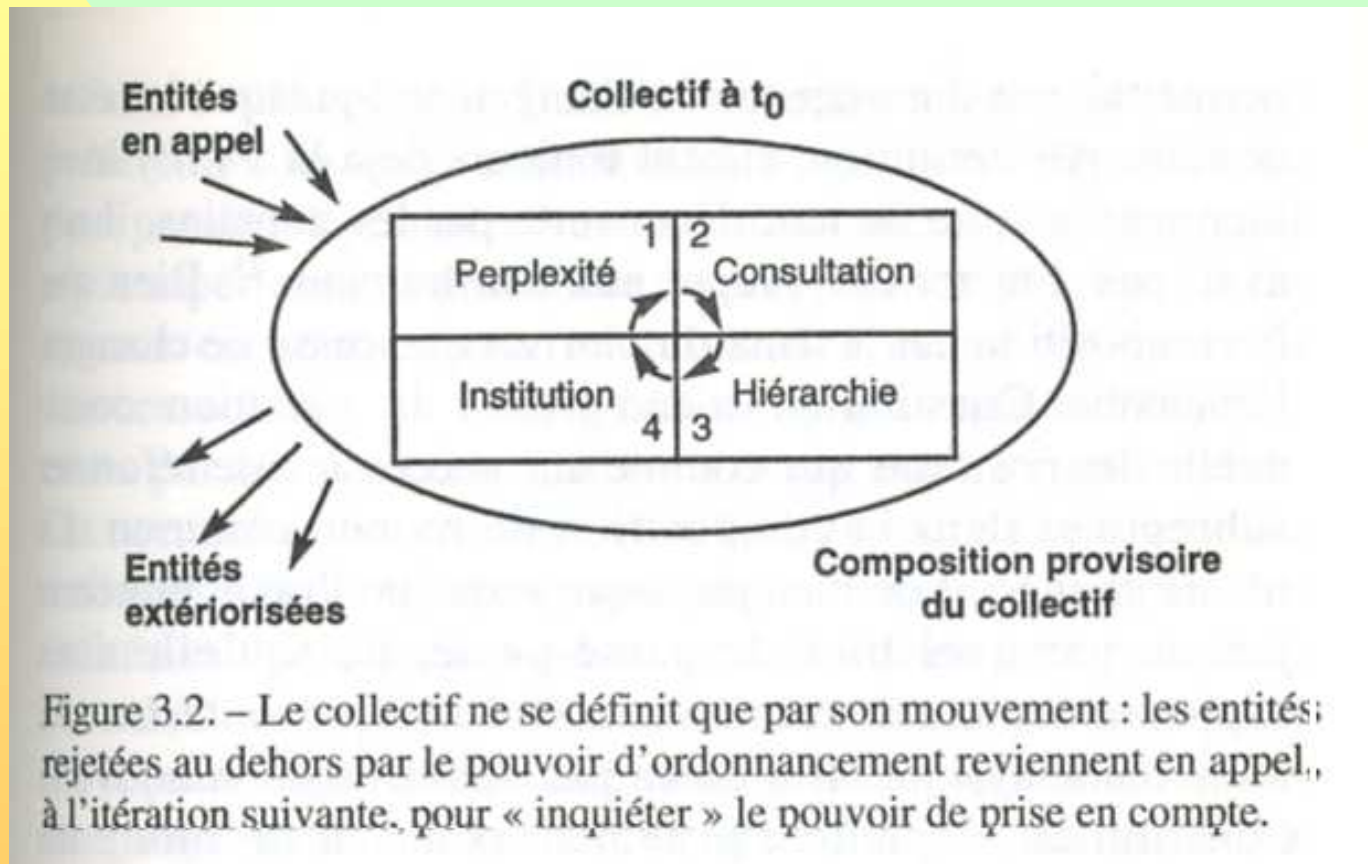 Entités
en appel
Collectif à t0
1 2
Perplexité Consultation
Institution Hiérarchie
4 3
Entités
extériorisées
Composition provisoire
du collectif
Figure 3.2. – Le collectif ne se définit que par son mouvement : les entités
rejetées au dehors par le pouvoir d'ordonnancement reviennent en appel,
à l'itération suivante, pour « inquiéter » le pouvoir de prise en compte.